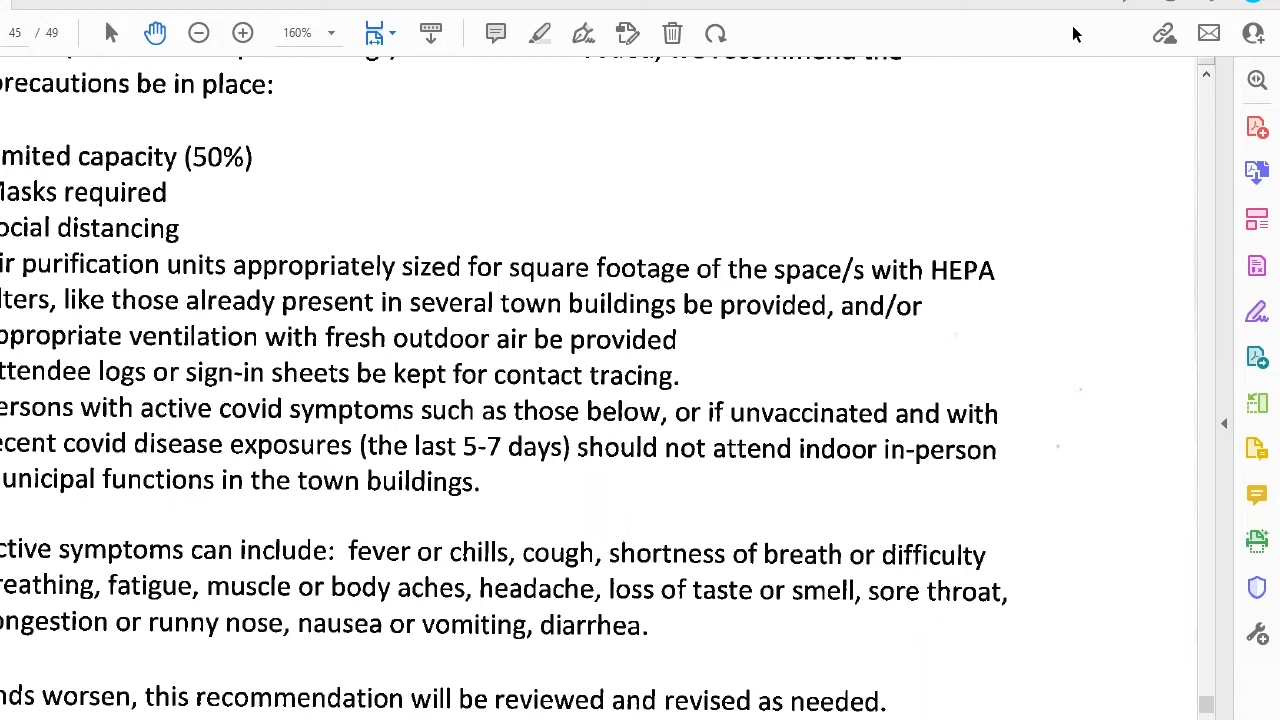 45 / 49 160%
recommend the
precautions be in place:
imited capacity (50%)
Masks required
ocial distancing
ir purification units appropriately sized for square footage of the space/s with HEPA
lters, like those already present in several town buildings be provided, and/or
ppropriate ventilation with fresh outdoor air be provided
ttendee logs or sign-in sheets be kept for contact tracing.
ersons with active covid symptoms such as those below, or if unvaccinated and with
ecent covid disease exposures (the last 5-7 days) should not attend indoor in-person
unicipal functions in the town buildings.
ctive symptoms can include: fever or chills, cough, shortness of breath or difficulty
reathing, fatigue, muscle or body aches, headache, loss of taste or smell, sore throat,
ongestion or runny nose, nausea or vomiting, diarrhea.
nds worsen, this recommendation will be reviewed and revised as needed.